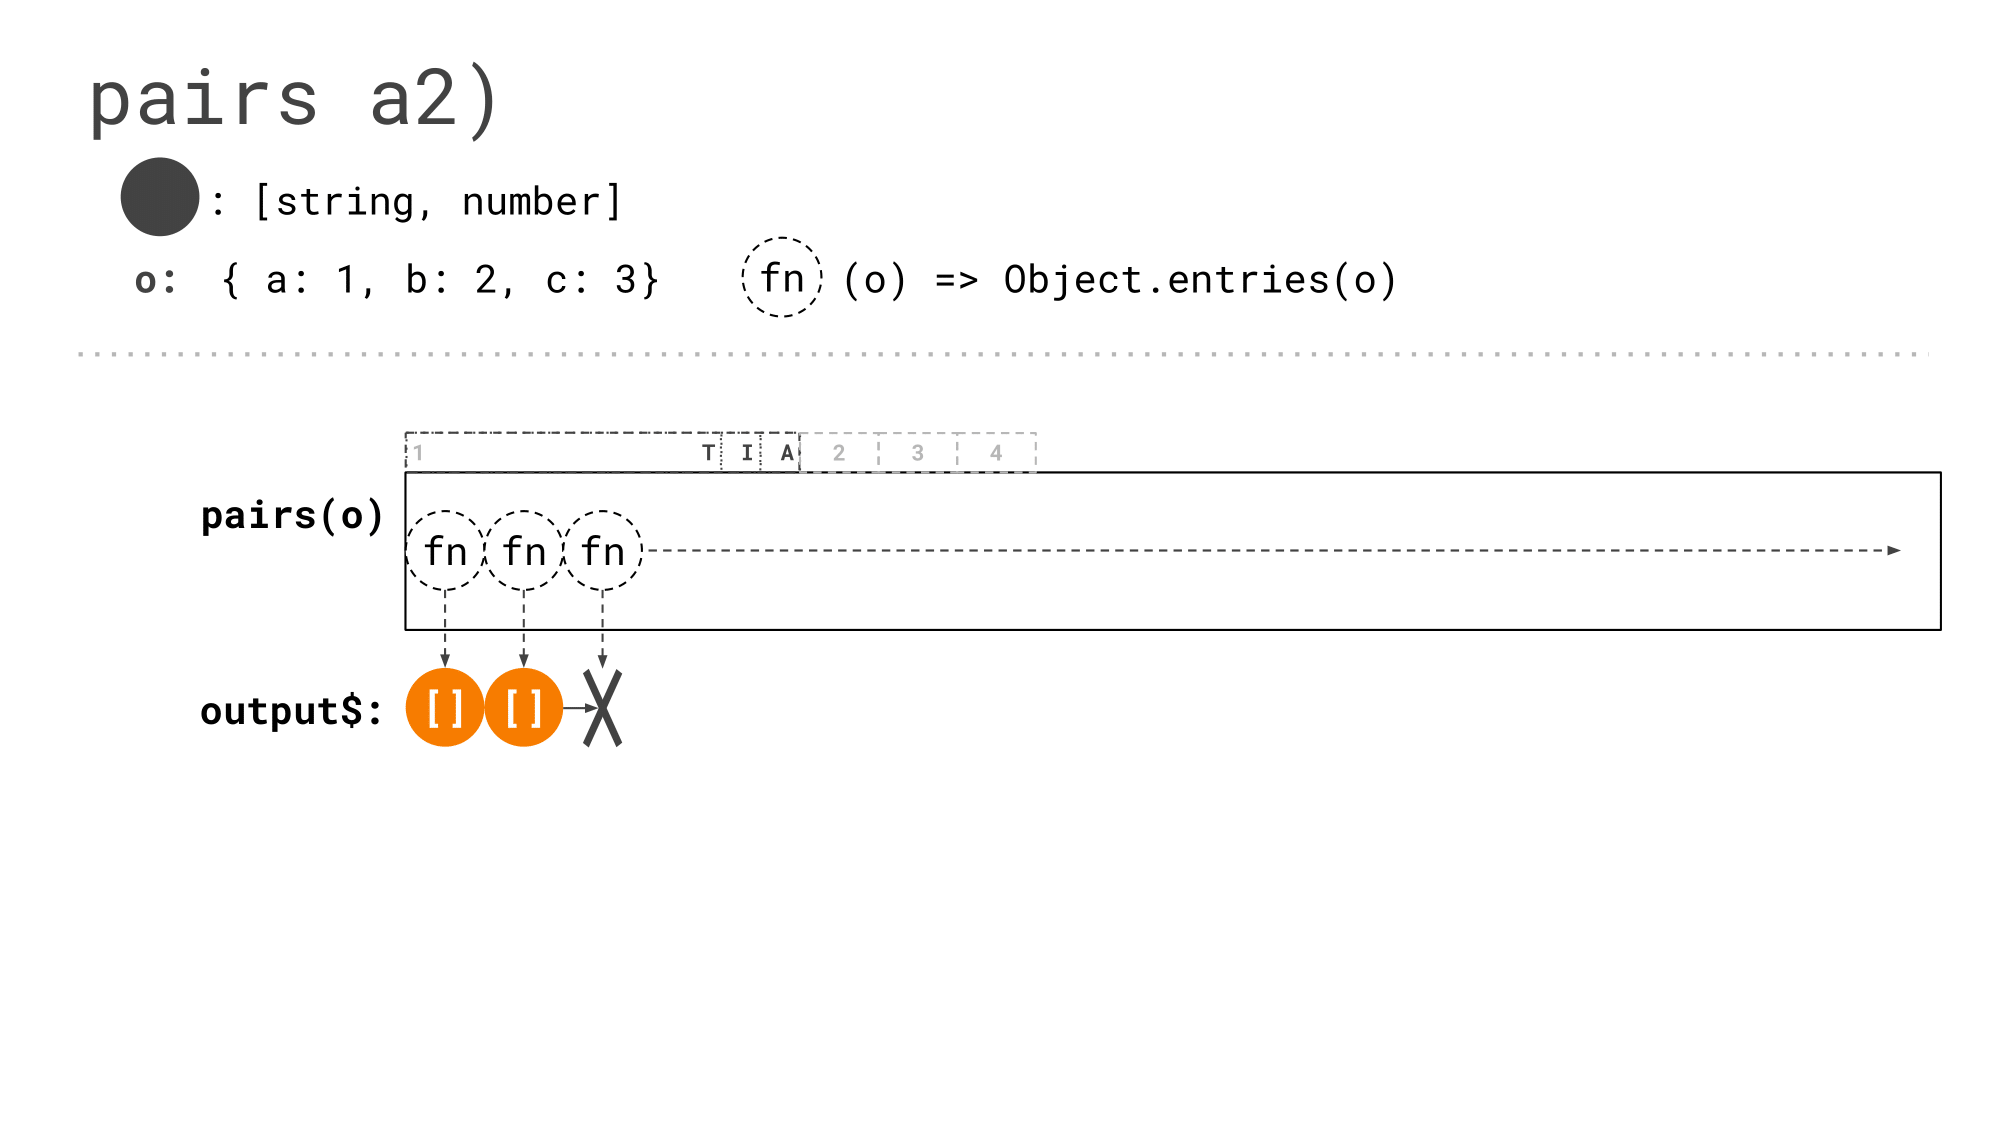 pairs a2)
: [string, number]
o: { a: 1, b: 2, c: 3} fn (o) => Object.entries(o)
1 T I A 2 3 4
pairs(o)
fn fn fn
output$: [] [] X